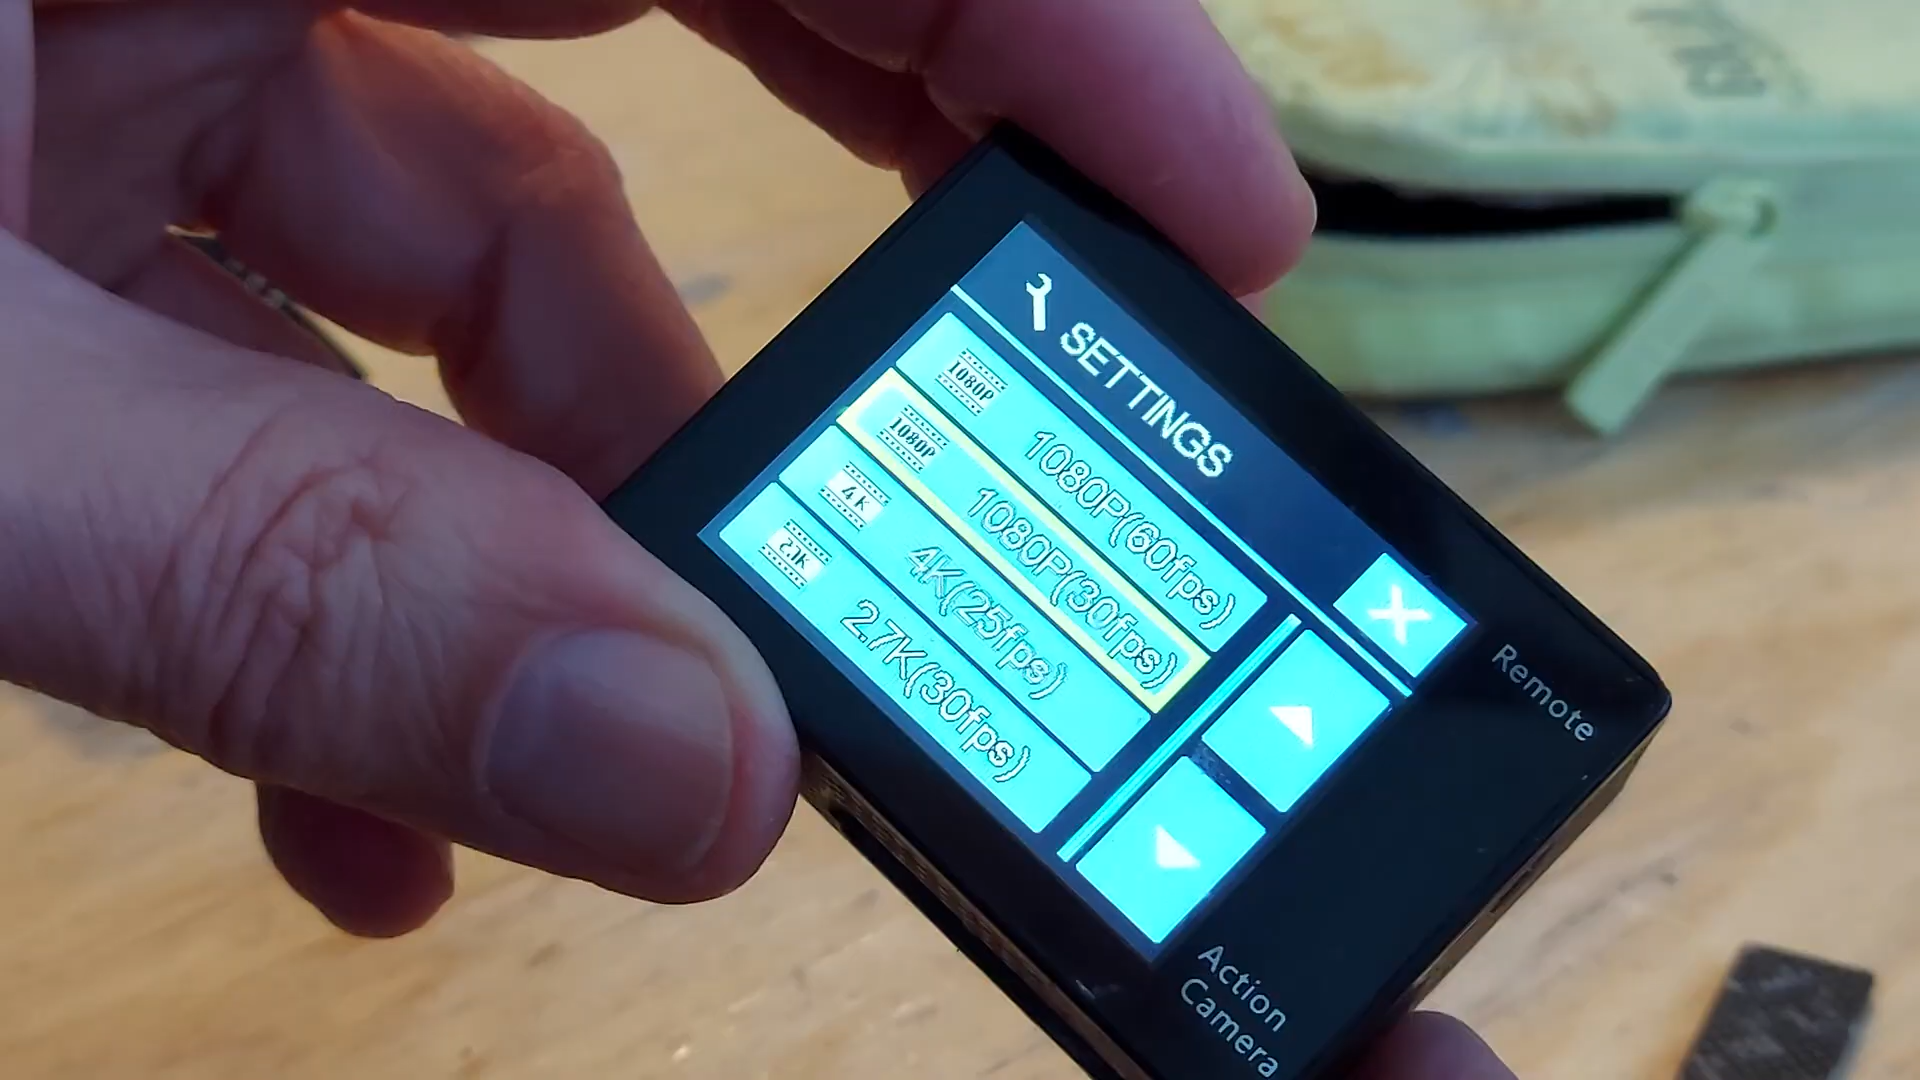 SETTINGS
1080P
1080P(60fps)
1080P
1080P(30fps)
4K
4K(25fps)
2.7K
2.7K(30fps)
Remote
Action
Camera